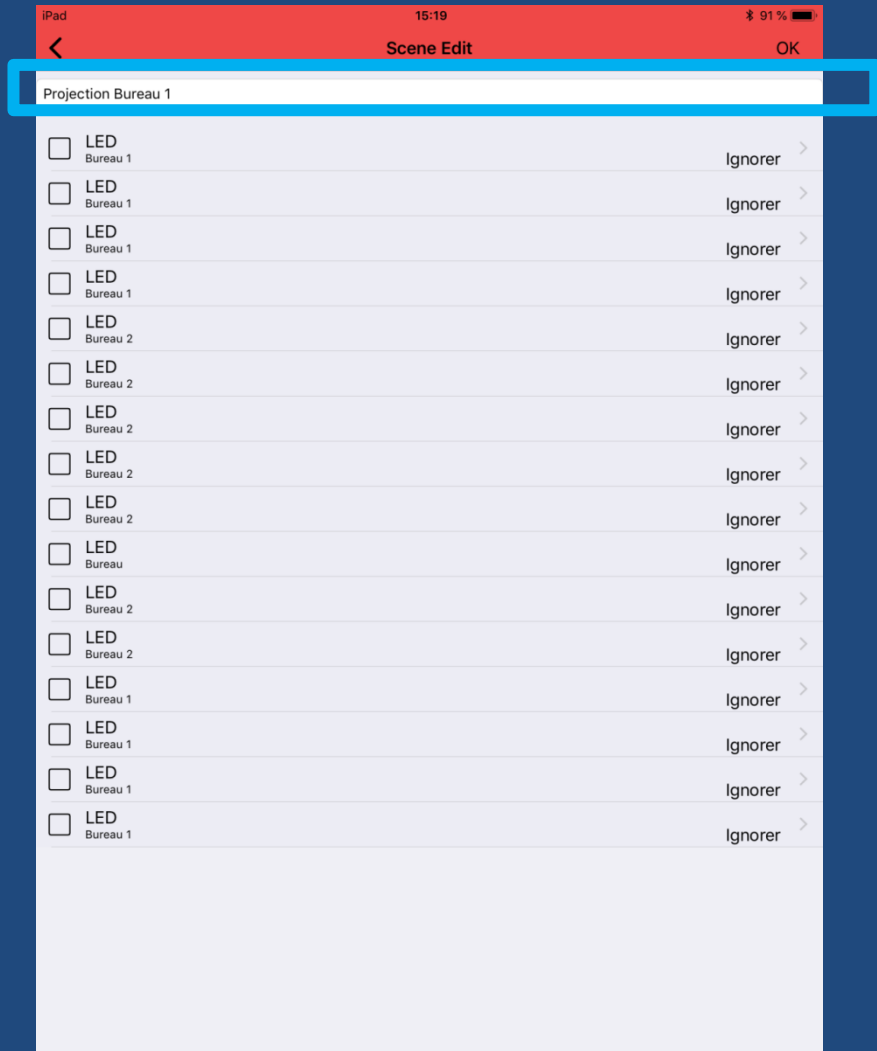 iPad 15:19 91 %
Scene Edit OK
Projection Bureau 1
LED
Bureau 1
Ignorer
LED
Bureau 1
Ignorer
LED
Bureau 1
Ignorer
LED
Bureau 1
Ignorer
LED
Bureau 2
Ignorer
LED
Bureau 2
Ignorer
LED
Bureau 2
Ignorer
LED
Bureau 2
Ignorer
LED
Bureau 2
Ignorer
LED
Bureau
Ignorer
LED
Bureau 2
Ignorer
LED
Bureau 2
Ignorer
LED
Bureau 1
Ignorer
LED
Bureau 1
Ignorer
LED
Bureau 1
Ignorer
LED
Bureau 1
Ignorer